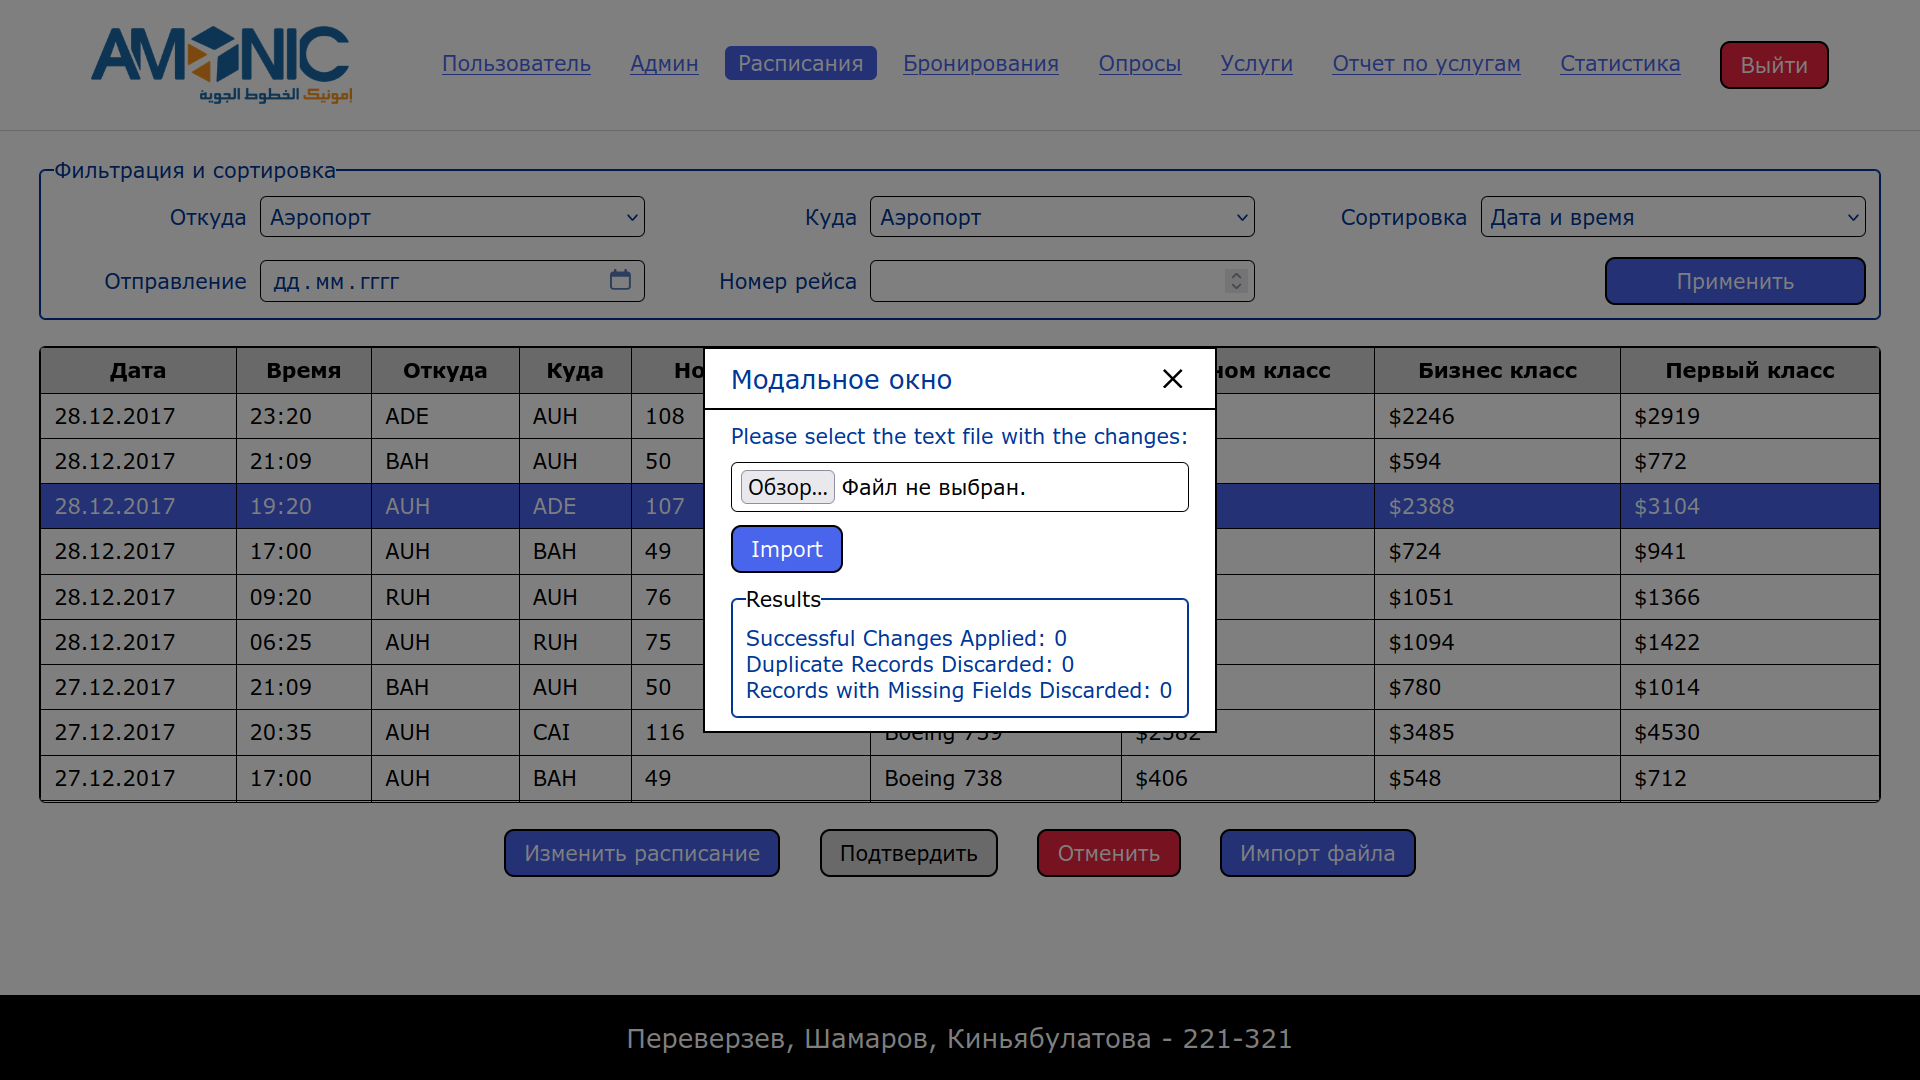 AMONIC
امونيک الخطوط الجوية
Пользователь Админ Расписания Бронирования Опросы Услуги Отчет по услугам Статистика Выйти
Фильтрация и сортировка
Откуда Аэропорт Куда Аэропорт Сортировка Дата и время
Отправление дд.мм.гггг Номер рейса Применить
Дата Время Откуда Куда класс Бизнес класс Первый класс
28.12.2017 23:20 ADE AUH 108 $2246 $2919
28.12.2017 21:09 BAH AUH 50 $594 $772
28.12.2017 19:20 AUH ADE 107 $2388 $3104
28.12.2017 17:00 AUH BAH 49 $724 $941
28.12.2017 09:20 RUH AUH 76 $1051 $1366
28.12.2017 06:25 AUH RUH 75 $1094 $1422
27.12.2017 21:09 BAH AUH 50 $780 $1014
27.12.2017 20:35 AUH CAI 116 Boeing $3485 $4530
27.12.2017 17:00 AUH BAH 49 Boeing 738 $406 $548 $712
Модальное окно
Please select the text file with the changes:
Обзор... Файл не выбран.
Import
Results
Successful Changes Applied: 0
Duplicate Records Discarded: 0
Records with Missing Fields Discarded: 0
Изменить расписание Подтвердить Отменить Импорт файла
Переверзев, Шамаров, Киньябулатова - 221-321